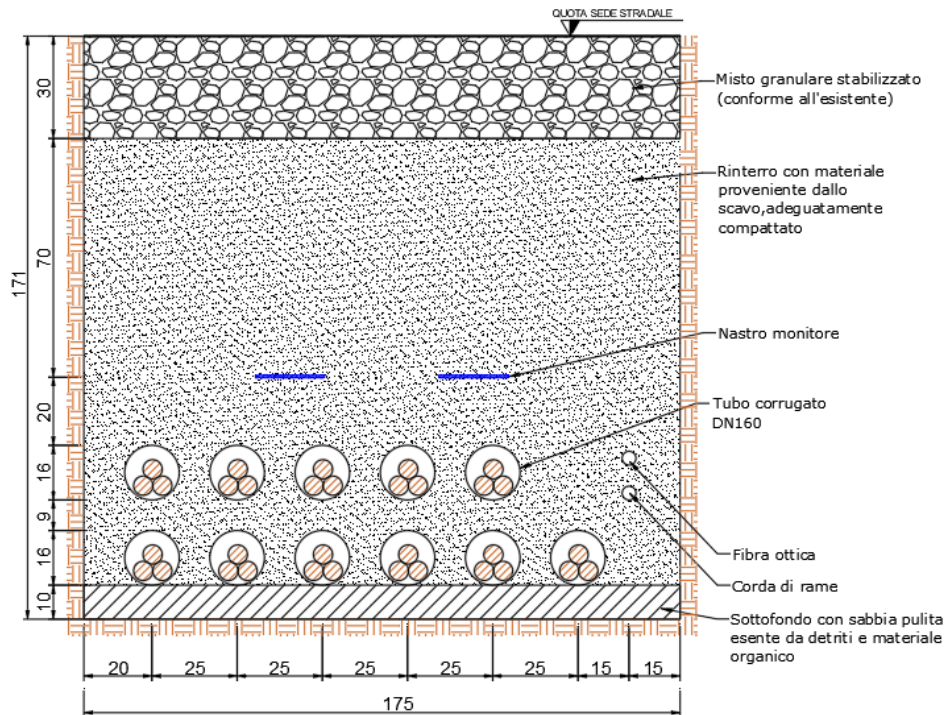 QUOTA SEDE STRADALE
Misto granulare stabilizzato
(conforme all'esistente)
Rinterro con materiale
proveniente dallo
scavo,adeguatamente
compattato
Nastro monitore
Tubo corrugato
DN160
Fibra ottica
Corda di rame
Sottofondo con sabbia pulita
esente da detriti e materiale
organico
171
30
70
20
16
9
16
10
20 25 25 25 25 25 15 15
175